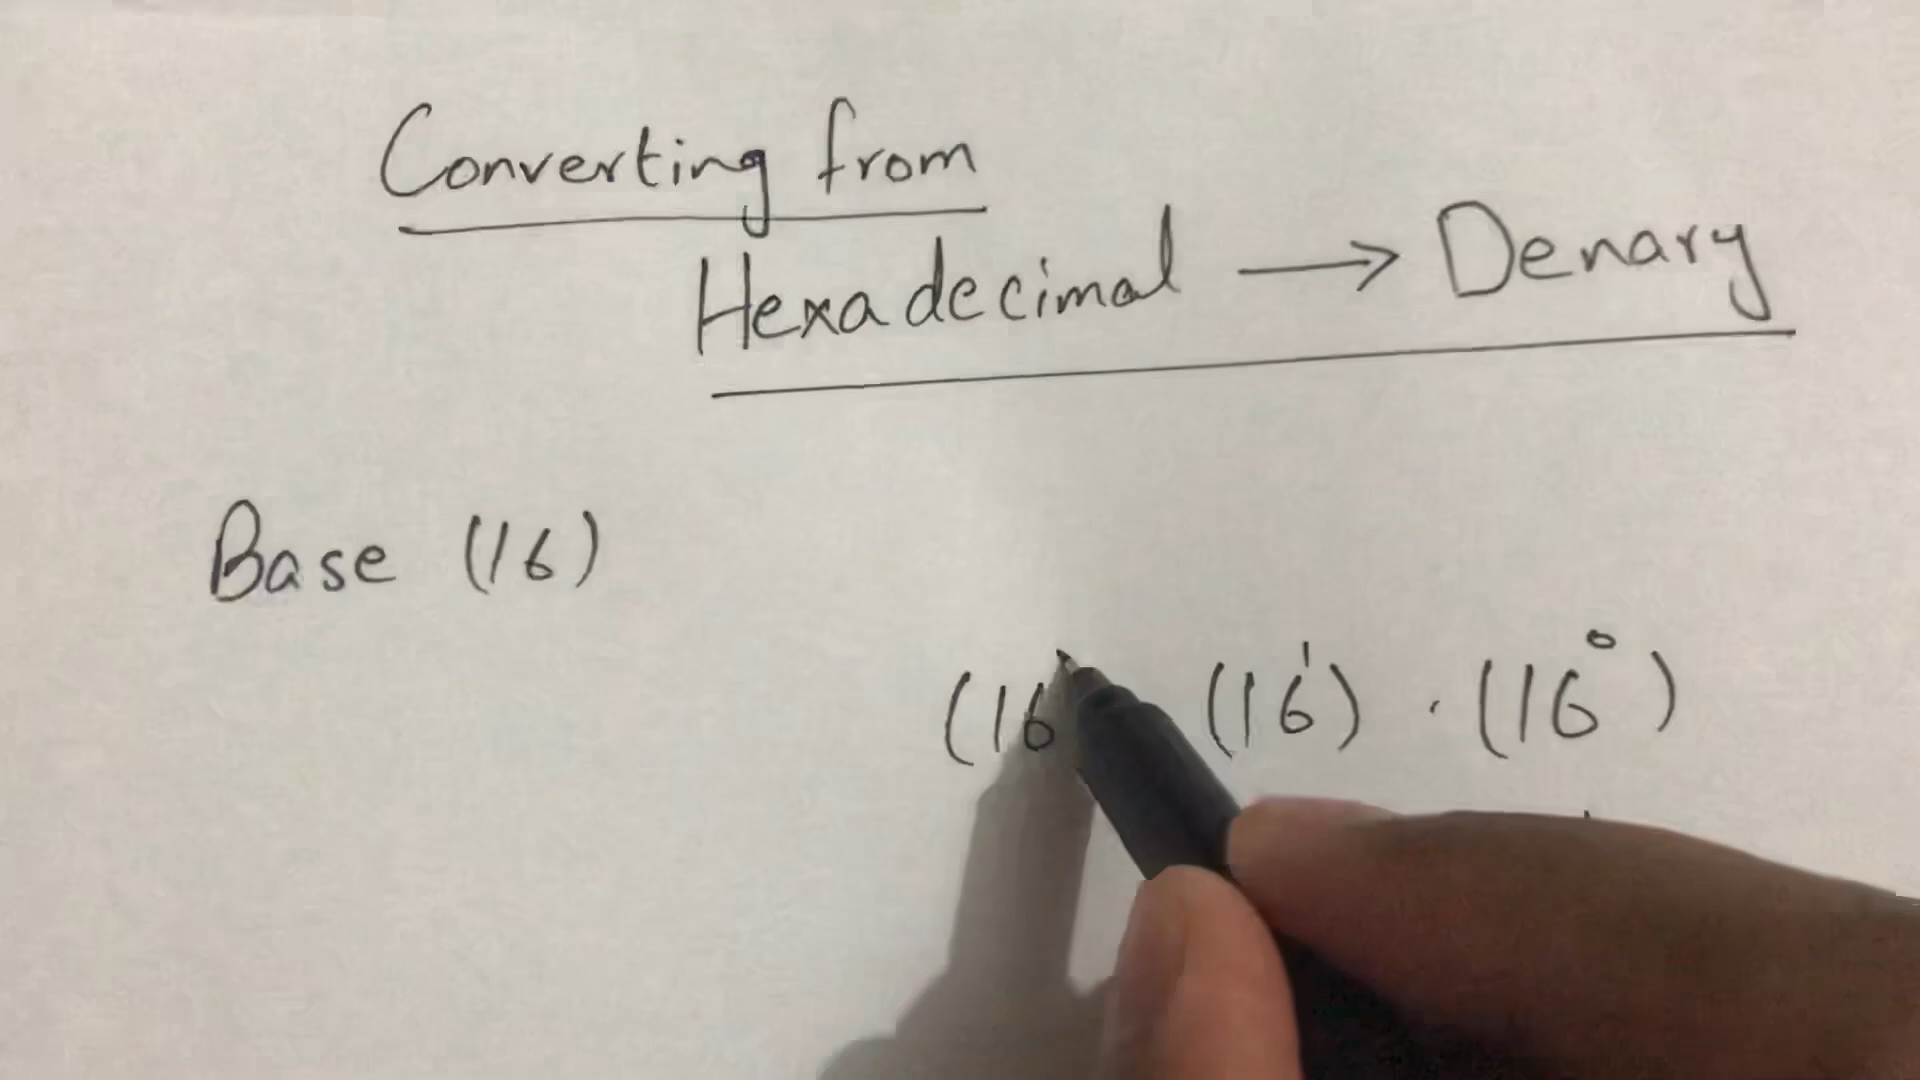 Converting from
Hexadecimal → Denary
Base (16)
(16 (16¹) · (16⁰)